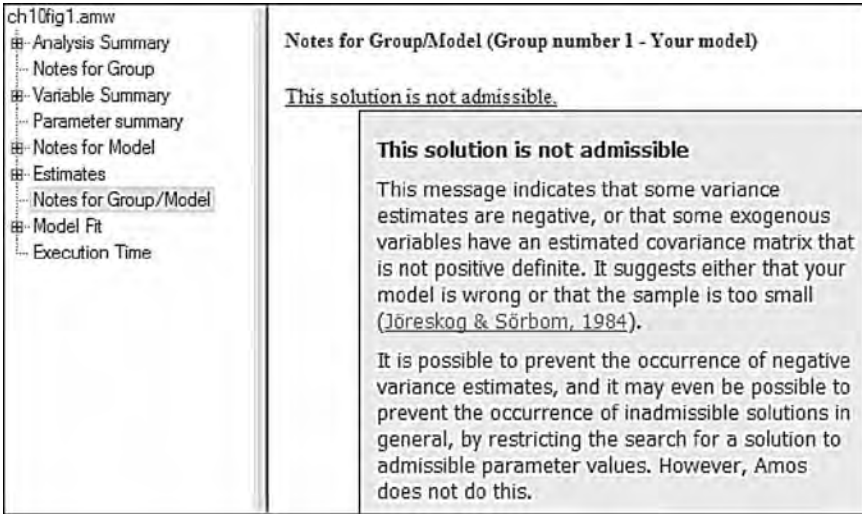 ch10fig1.amw
Analysis Summary
Notes for Group
Variable Summary
Parameter summary
Notes for Model
Estimates
Notes for Group/Model
Model Fit
Execution Time
Notes for Group/Model (Group number 1 - Your model)
This solution is not admissible.
This solution is not admissible
This message indicates that some variance
estimates are negative, or that some exogenous
variables have an estimated covariance matrix that
is not positive definite. It suggests either that your
model is wrong or that the sample is too small
(Jöreskog & Sörbom, 1984).
It is possible to prevent the occurrence of negative
variance estimates, and it may even be possible to
prevent the occurrence of inadmissible solutions in
general, by restricting the search for a solution to
admissible parameter values. However, Amos
does not do this.